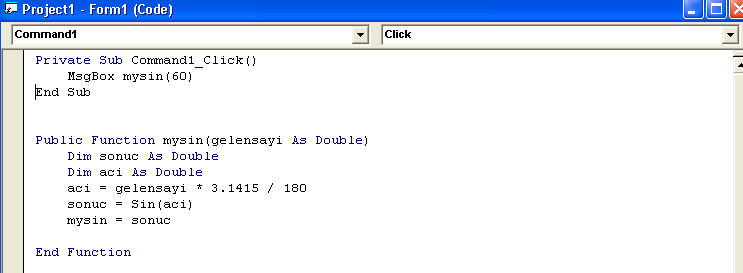 Project1 - Form1 (Code)
Command1 Click
Private Sub Command1_Click()
MsgBox mysin(60)
End Sub
Public Function mysin(gelensayi As Double)
Dim sonuc As Double
Dim aci As Double
aci = gelensayi * 3.1415 / 180
sonuc = Sin(aci)
mysin = sonuc
End Function